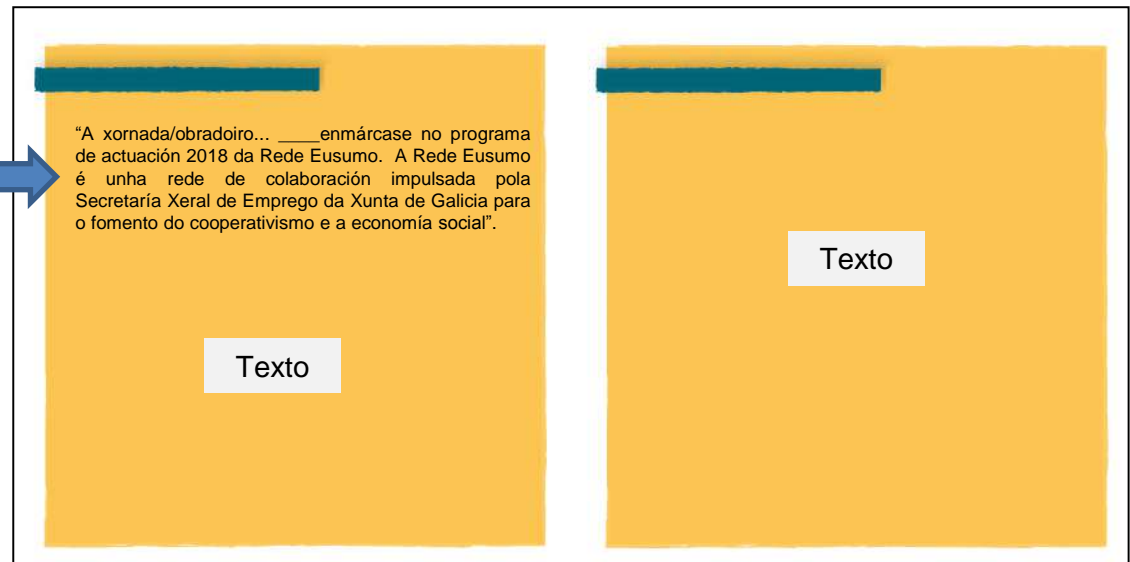 “A xornada/obradoiro... ____enmárcase no programa
de actuación 2018 da Rede Eusumo. A Rede Eusumo
é unha rede de colaboración impulsada pola
Secretaría Xeral de Emprego da Xunta de Galicia para
o fomento do cooperativismo e a economía social”.
Texto
Texto